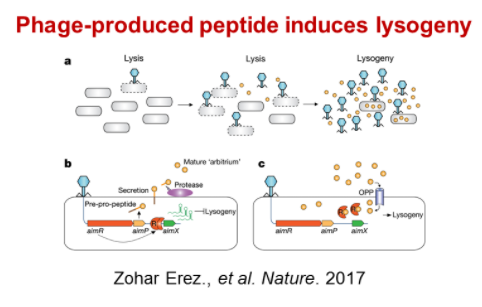 Phage-produced peptide induces lysogeny
a
Lysis
Lysis
Lysogeny
b
Mature 'arbitrium'
Secretion
Protease
Pre-pro-peptide
Lysogeny
aimR
aimP
aimX
c
OPP
R
R
Lysogeny
aimR
aimP
aimX
Zohar Erez., et al. Nature. 2017